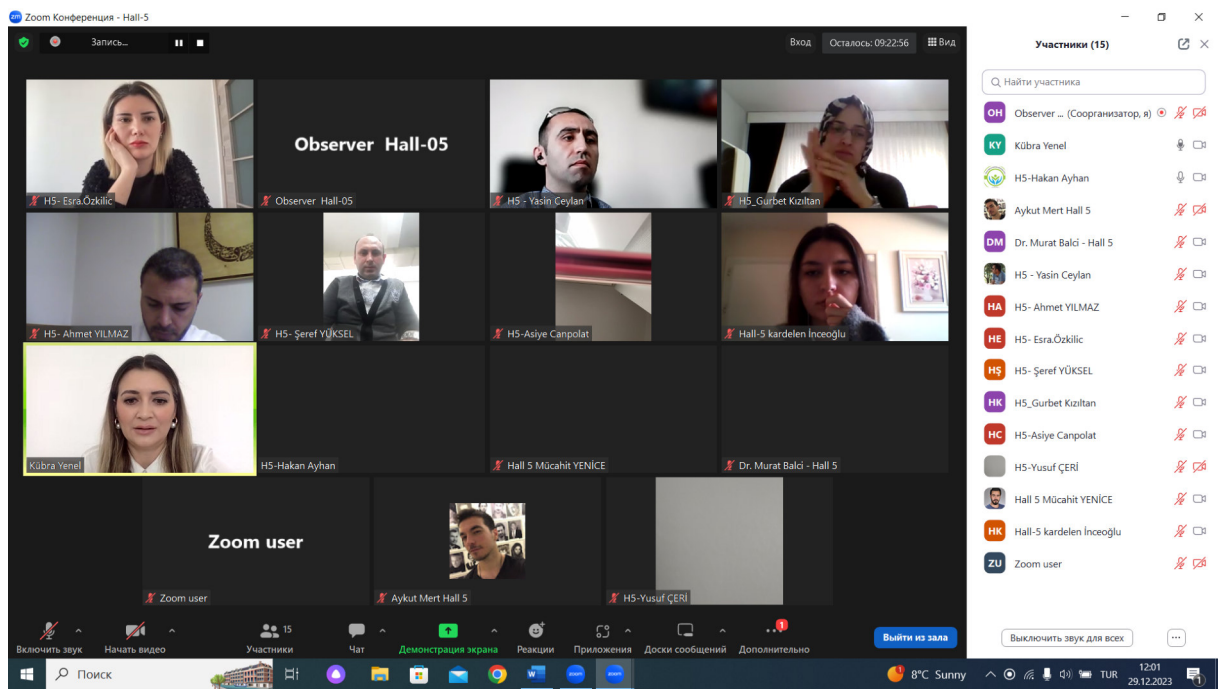 Zoom Конференция - Hall-5
Запись...
Вход
Осталось: 09:22:56
Вид
Observer Hall-05
H5- Esra.Özkilic
Observer Hall-05
H5 - Yasin Ceylan
H5_Gurbet Kızıltan
H5- Ahmet YILMAZ
H5- Şeref YÜKSEL
H5-Asiye Canpolat
Hall-5 kardelen İnceoğlu
Kübra Yenel
H5-Hakan Ayhan
Hall 5 Mücahit YENİCE
Dr. Murat Balci - Hall 5
Zoom user
Zoom user
Aykut Mert Hall 5
H5-Yusuf ÇERİ
Включить звук
Начать видео
15
Участники
Чат
Демонстрация экрана
Реакции
Приложения
Доски сообщений
1
Дополнительно
Выйти из зала
Участники (15)
Найти участника
OH Observer ... (Соорганизатор, я)
KY Kübra Yenel
H5-Hakan Ayhan
Aykut Mert Hall 5
DM Dr. Murat Balci - Hall 5
H5 - Yasin Ceylan
HA H5- Ahmet YILMAZ
HE H5- Esra.Özkilic
HŞ H5- Şeref YÜKSEL
HK H5_Gurbet Kızıltan
HC H5-Asiye Canpolat
H5-Yusuf ÇERİ
Hall 5 Mücahit YENİCE
HK Hall-5 kardelen İnceoğlu
ZU Zoom user
Выключить звук для всех
Поиск
8°C Sunny
TUR
12:01
29.12.2023